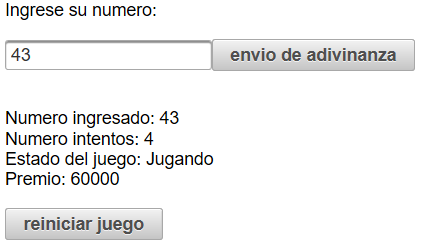 Ingrese su numero:
43 envio de adivinanza
Numero ingresado: 43
Numero intentos: 4
Estado del juego: Jugando
Premio: 60000
reiniciar juego